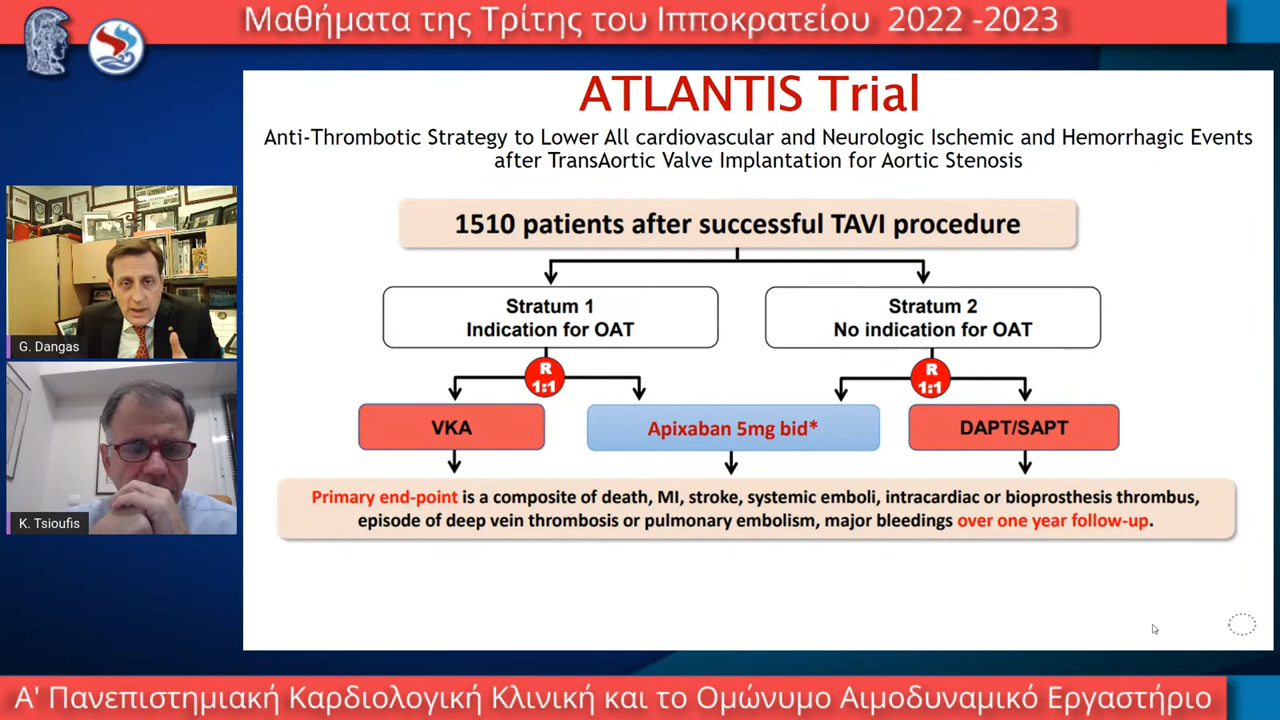 Μαθήματα της Τρίτης του Ιπποκρατείου 2022 -2023
ATLANTIS Trial
Anti-Thrombotic Strategy to Lower All cardiovascular and Neurologic Ischemic and Hemorrhagic Events
after TransAortic Valve Implantation for Aortic Stenosis
1510 patients after successful TAVI procedure
Stratum 1
Indication for OAT
Stratum 2
No indication for OAT
R
1:1
R
1:1
VKA
Apixaban 5mg bid*
DAPT/SAPT
Primary end-point is a composite of death, MI, stroke, systemic emboli, intracardiac or bioprosthesis thrombus,
episode of deep vein thrombosis or pulmonary embolism, major bleedings over one year follow-up.
G. Dangas
K. Tsioufis
Α' Πανεπιστημιακή Καρδιολογική Κλινική και το Ομώνυμο Αιμοδυναμικό Εργαστήριο